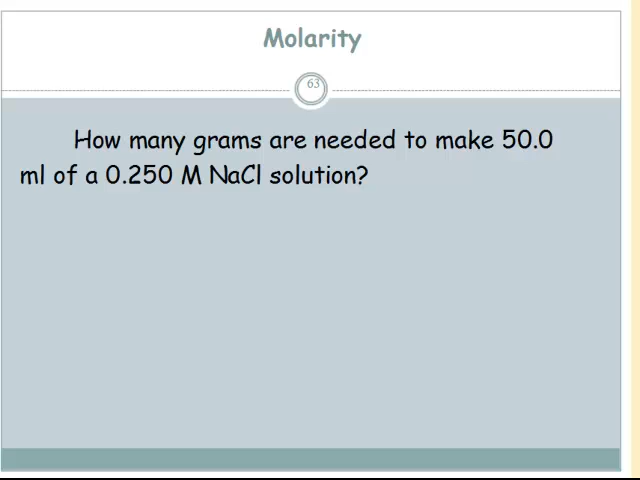 Molarity
63
How many grams are needed to make 50.0
ml of a 0.250 M NaCl solution?